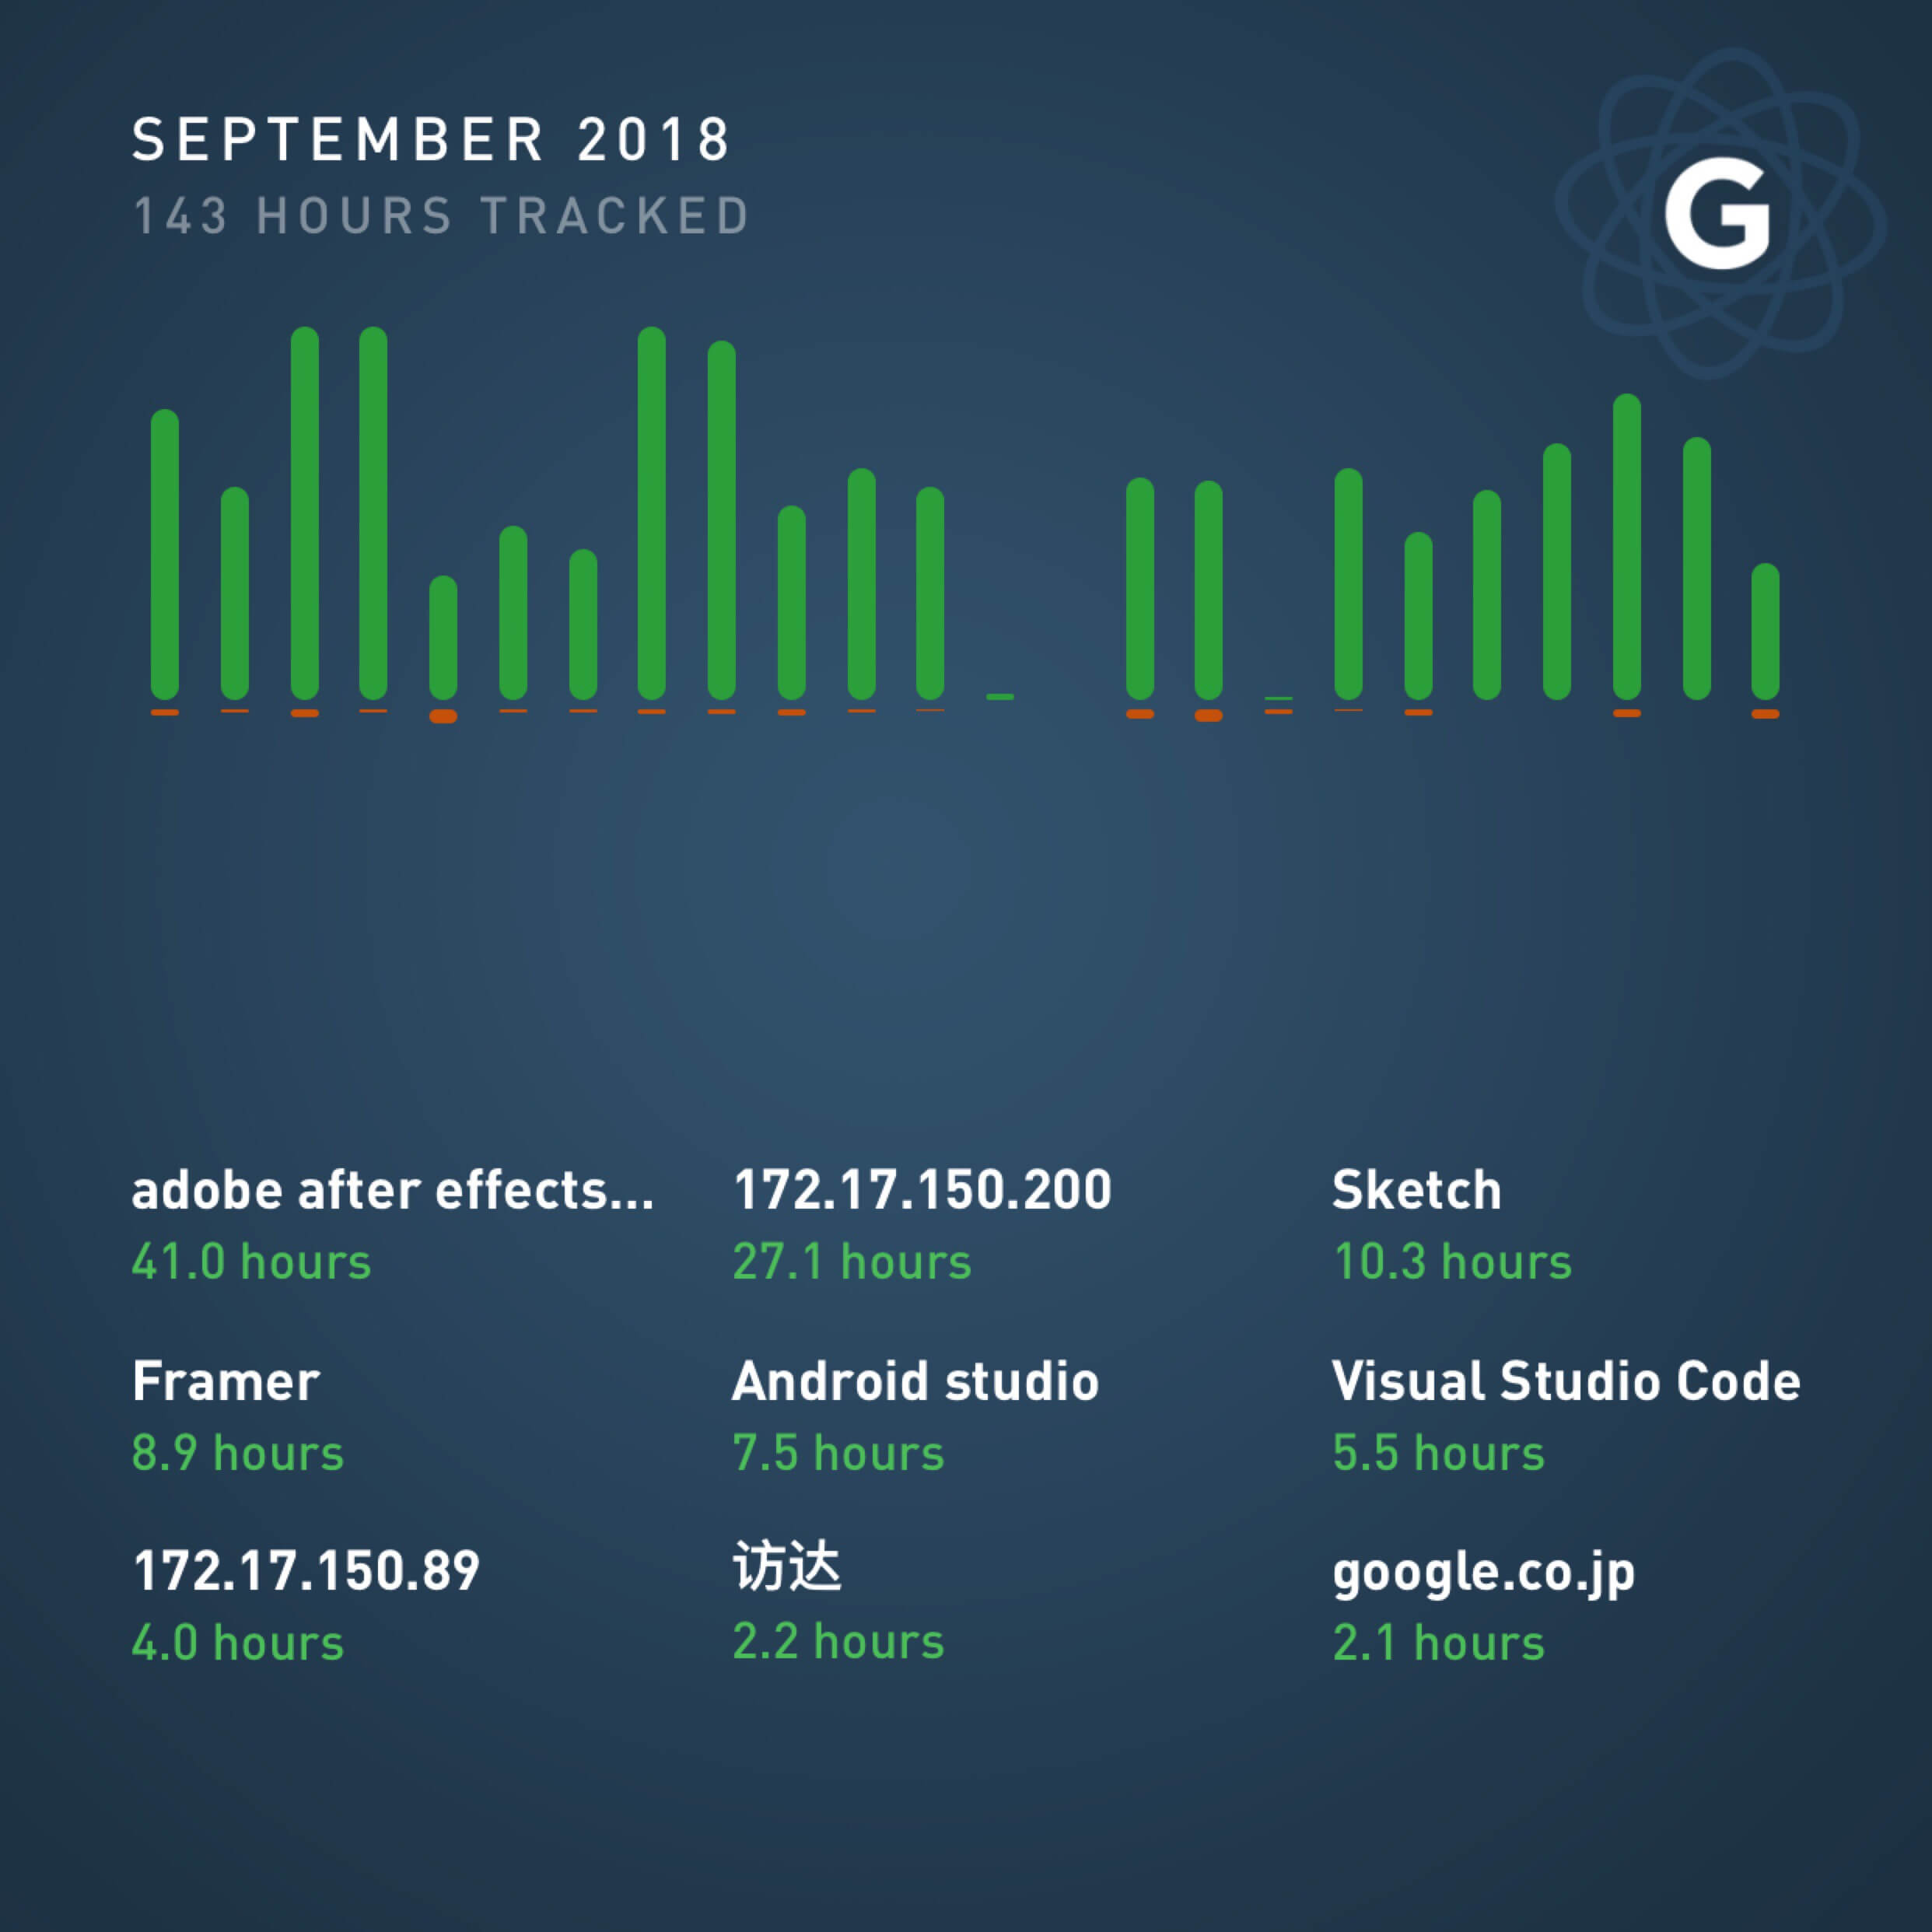 SEPTEMBER 2018
143 HOURS TRACKED
G
adobe after effects...
41.0 hours
172.17.150.200
27.1 hours
Sketch
10.3 hours
Framer
8.9 hours
Android studio
7.5 hours
Visual Studio Code
5.5 hours
172.17.150.89
4.0 hours
访达
2.2 hours
google.co.jp
2.1 hours